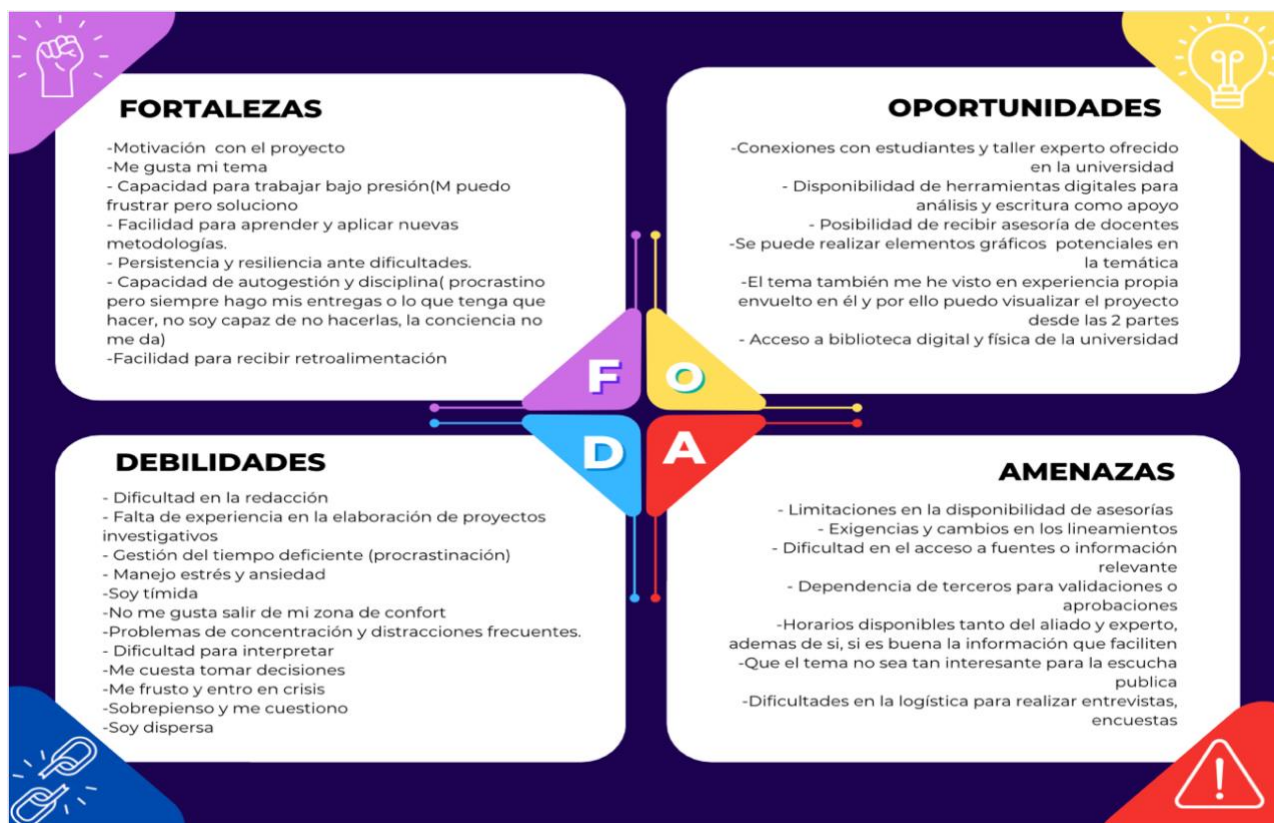 FORTALEZAS
-Motivación con el proyecto
-Me gusta mi tema
- Capacidad para trabajar bajo presión(M puedo
frustrar pero soluciono
- Facilidad para aprender y aplicar nuevas
metodologías.
- Persistencia y resiliencia ante dificultades.
- Capacidad de autogestión y disciplina( procrastino
pero siempre hago mis entregas o lo que tenga que
hacer, no soy capaz de no hacerlas, la conciencia no
me da)
-Facilidad para recibir retroalimentación
OPORTUNIDADES
-Conexiones con estudiantes y taller experto ofrecido
en la universidad
- Disponibilidad de herramientas digitales para
análisis y escritura como apoyo
- Posibilidad de recibir asesoría de docentes
-Se puede realizar elementos gráficos potenciales en
la temática
-El tema también me he visto en experiencia propia
envuelto en él y por ello puedo visualizar el proyecto
desde las 2 partes
- Acceso a biblioteca digital y física de la universidad
F
O
D
A
DEBILIDADES
- Dificultad en la redacción
- Falta de experiencia en la elaboración de proyectos
investigativos
- Gestión del tiempo deficiente (procrastinación)
- Manejo estrés y ansiedad
-Soy tímida
-No me gusta salir de mi zona de confort
-Problemas de concentración y distracciones frecuentes.
- Dificultad para interpretar
-Me cuesta tomar decisiones
-Me frusto y entro en crisis
-Sobrepienso y me cuestiono
-Soy dispersa
AMENAZAS
- Limitaciones en la disponibilidad de asesorías
- Exigencias y cambios en los lineamientos
- Dificultad en el acceso a fuentes o información
relevante
- Dependencia de terceros para validaciones o
aprobaciones
-Horarios disponibles tanto del aliado y experto,
ademas de si, si es buena la información que faciliten
-Que el tema no sea tan interesante para la escucha
publica
-Dificultades en la logística para realizar entrevistas,
encuestas